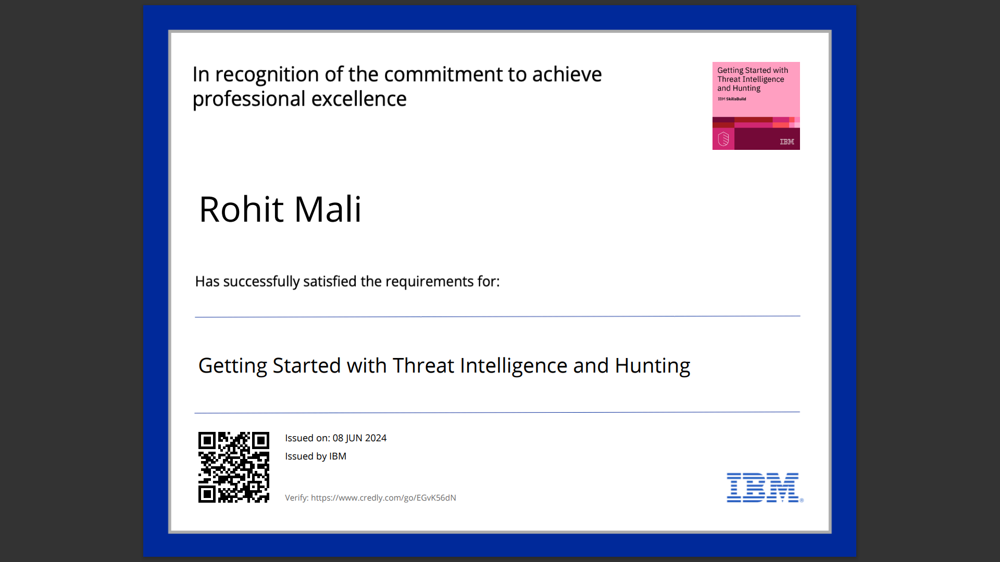 In recognition of the commitment to achieve
professional excellence
Getting Started with
Threat Intelligence
and Hunting
IBM SkillsBuild
IBM
Rohit Mali
Has successfully satisfied the requirements for:
Getting Started with Threat Intelligence and Hunting
Issued on: 08 JUN 2024
Issued by IBM
Verify: https://www.credly.com/go/EGvK56dN
IBM®